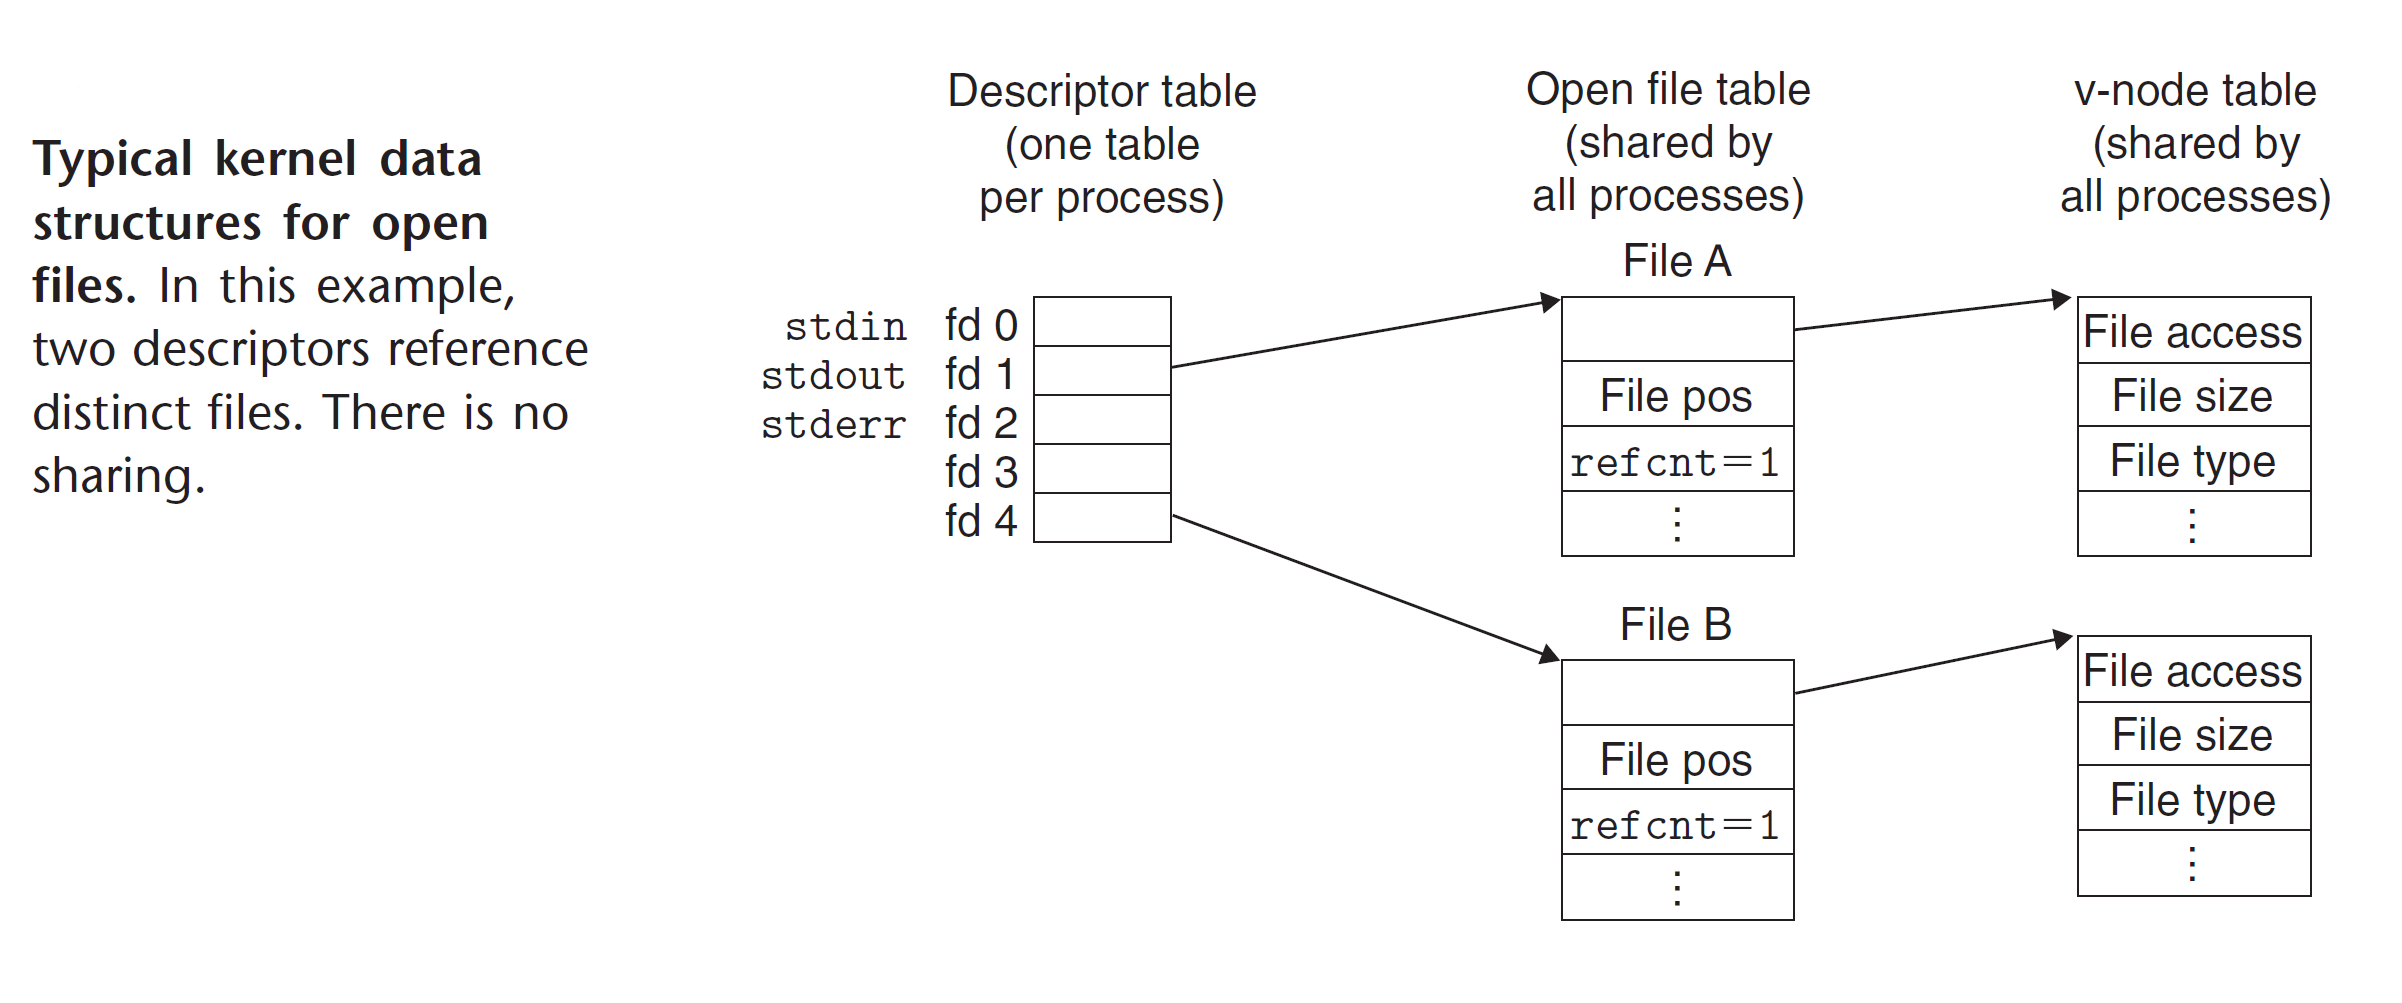 Typical kernel data
structures for open
files. In this example,
two descriptors reference
distinct files. There is no
sharing.
Descriptor table
(one table
per process)
Open file table
(shared by
all processes)
v-node table
(shared by
all processes)
stdin fd 0
stdout fd 1
stderr fd 2
fd 3
fd 4
File A
File pos
refcnt=1
⋮
File access
File size
File type
⋮
File B
File pos
refcnt=1
⋮
File access
File size
File type
⋮